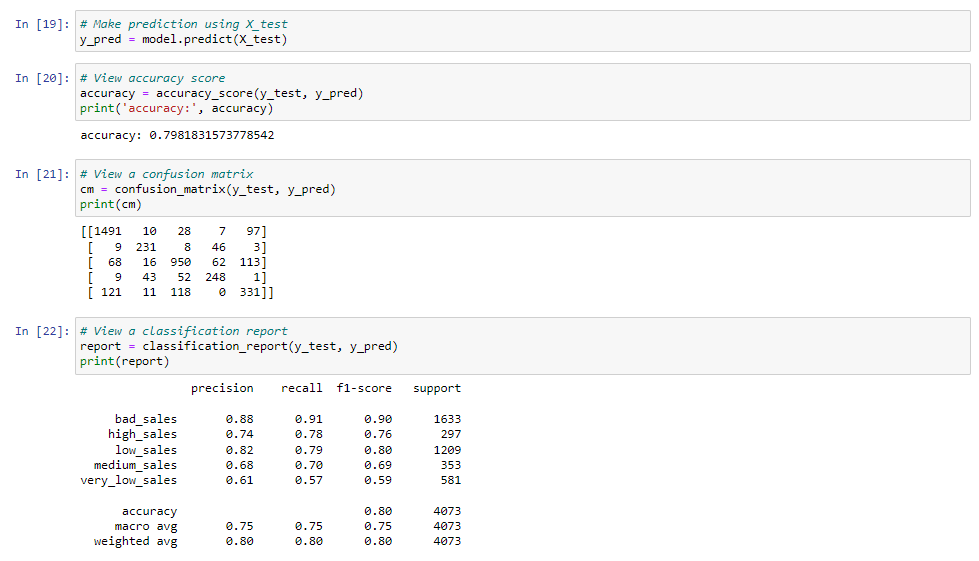 In [19]: # Make prediction using X_test
y_pred = model.predict(X_test)
In [20]: # View accuracy score
accuracy = accuracy_score(y_test, y_pred)
print('accuracy:', accuracy)
accuracy: 0.7981831573778542
In [21]: # View a confusion matrix
cm = confusion_matrix(y_test, y_pred)
print(cm)
[[1491   10   28    7   97]
 [   9  231    8   46    3]
 [  68   16  950   62  113]
 [   9   43   52  248    1]
 [ 121   11  118    0  331]]
In [22]: # View a classification report
report = classification_report(y_test, y_pred)
print(report)
                precision    recall  f1-score   support
     bad_sales       0.88      0.91      0.90      1633
    high_sales       0.74      0.78      0.76       297
     low_sales       0.82      0.79      0.80      1209
  medium_sales       0.68      0.70      0.69       353
very_low_sales       0.61      0.57      0.59       581
      accuracy                           0.80      4073
     macro avg       0.75      0.75      0.75      4073
  weighted avg       0.80      0.80      0.80      4073